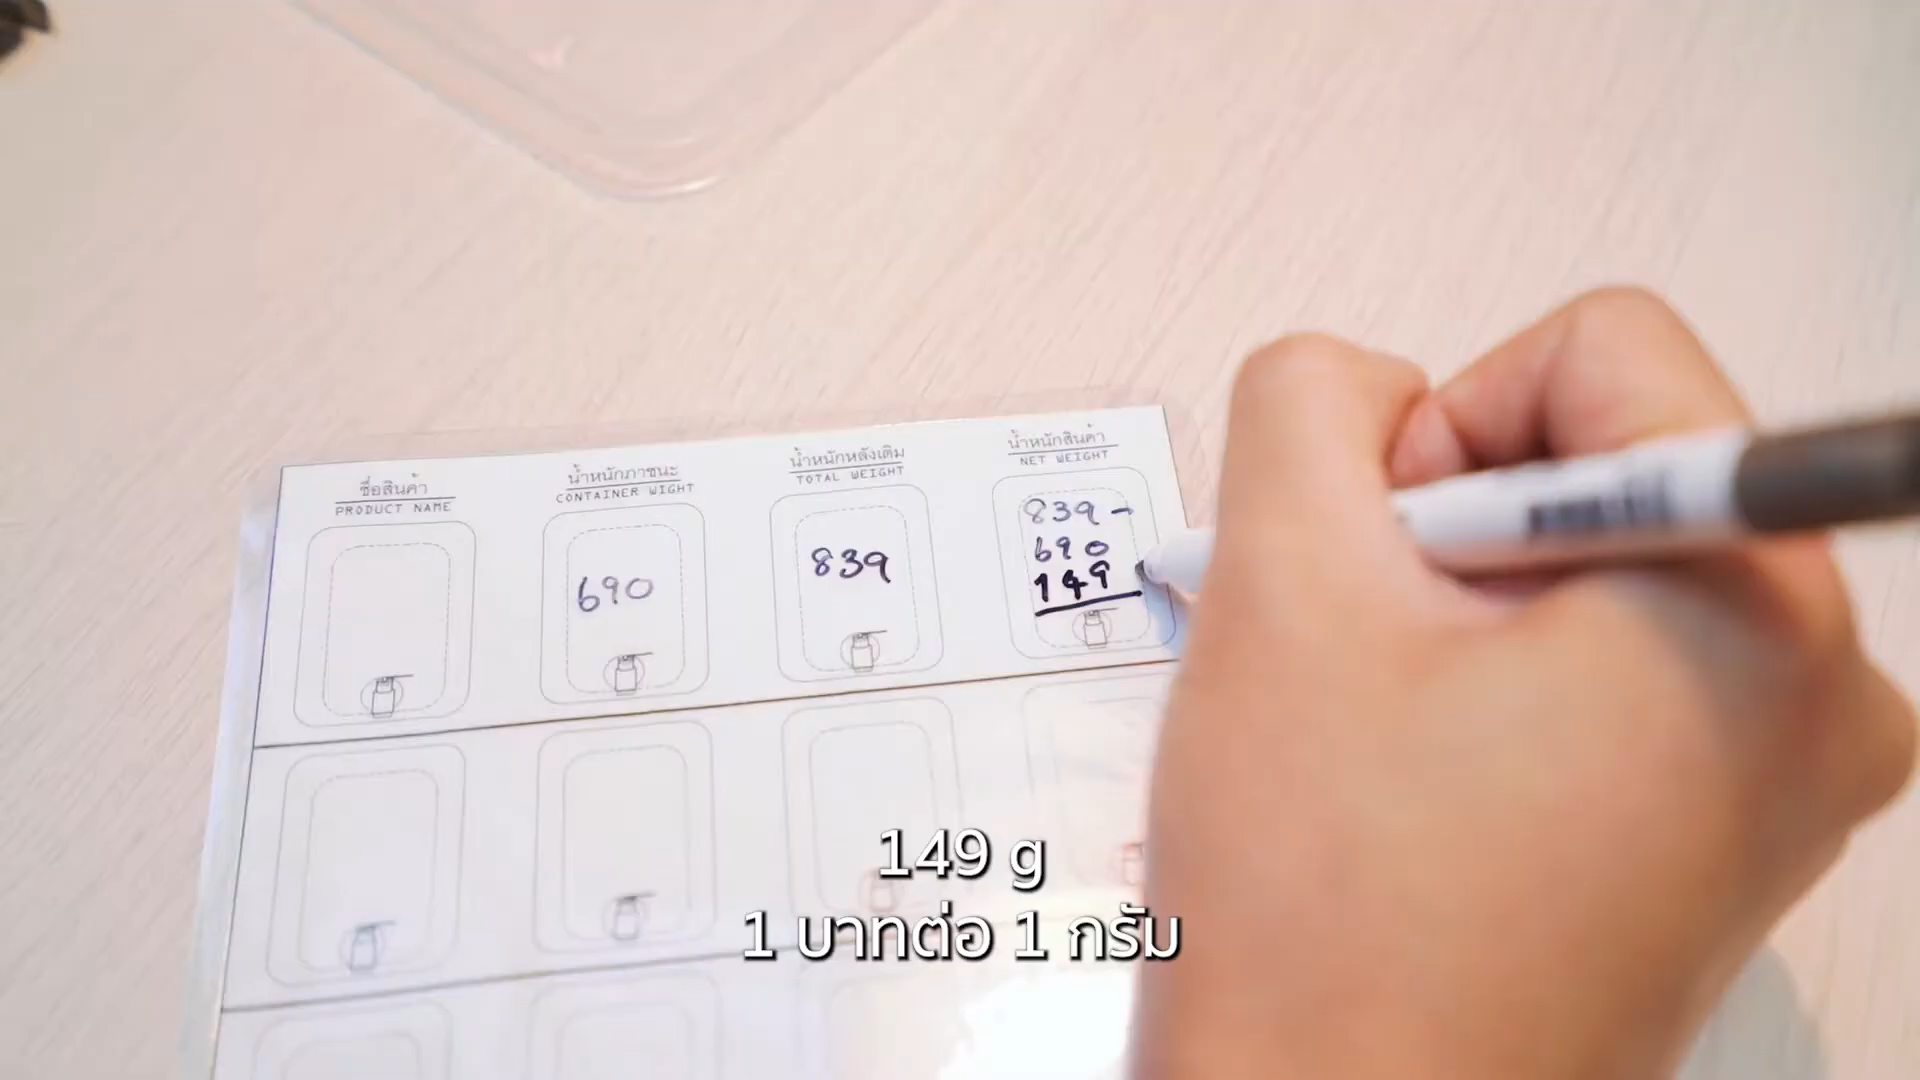 ชื่อสินค้า
PRODUCT NAME
น้ำหนักภาชนะ
CONTAINER WIGHT
690
น้ำหนักหลังเติม
TOTAL WEIGHT
839
น้ำหนักสินค้า
NET WEIGHT
839-
690
149
149 g
1 บาทต่อ 1 กรัม